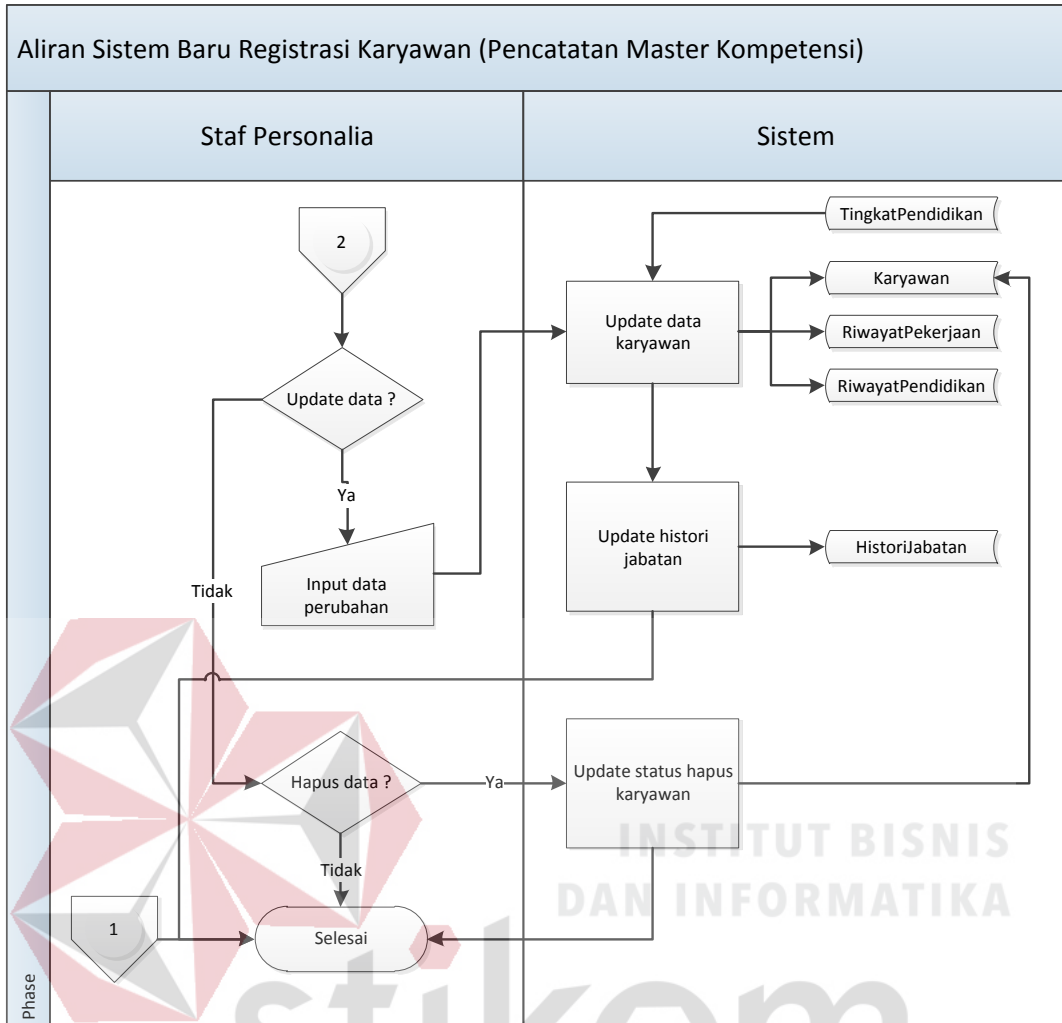 Aliran Sistem Baru Registrasi Karyawan (Pencatatan Master Kompetensi)
Phase
Staf Personalia
Sistem
2
TingkatPendidikan
Karyawan
Update data
karyawan
RiwayatPekerjaan
RiwayatPendidikan
Update data ?
Ya
Input data
perubahan
Tidak
Update histori
jabatan
HistoriJabatan
Hapus data ?
Ya
Update status hapus
karyawan
Tidak
1
Selesai
INSTITUT BISNIS
DAN INFORMATIKA
stikom